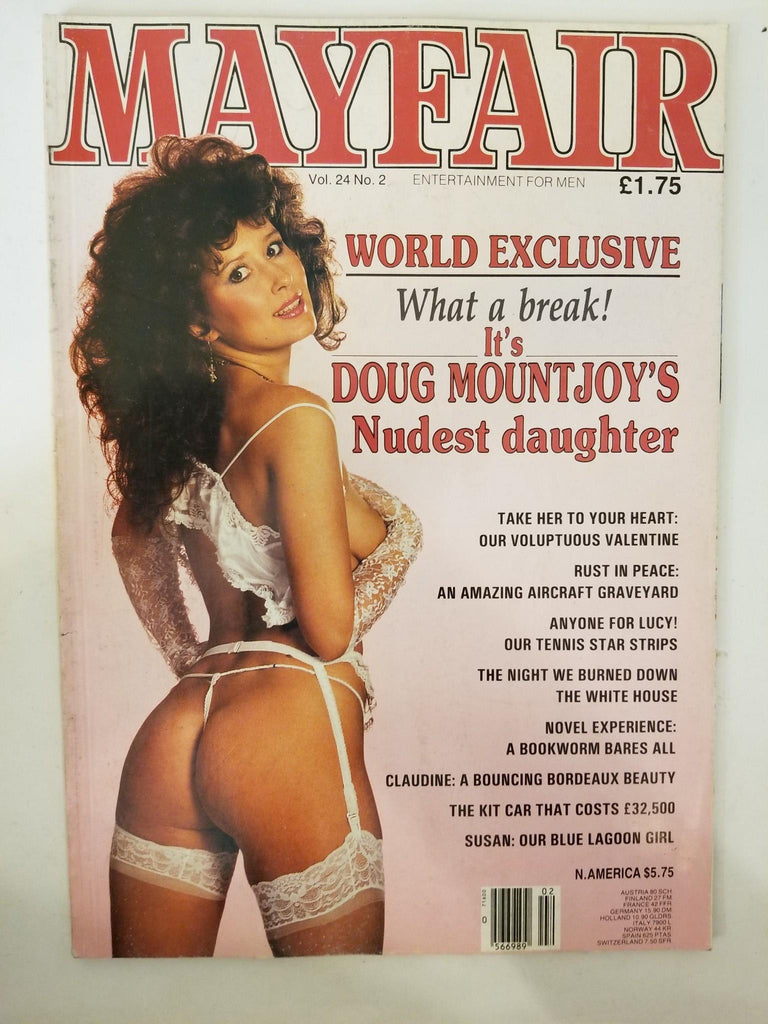 MAYFAIR
Vol. 24 No. 2 ENTERTAINMENT FOR MEN £1.75
WORLD EXCLUSIVE
What a break!
It's
DOUG MOUNTJOY'S
Nudest daughter
TAKE HER TO YOUR HEART:
OUR VOLUPTUOUS VALENTINE
RUST IN PEACE:
AN AMAZING AIRCRAFT GRAVEYARD
ANYONE FOR LUCY!
OUR TENNIS STAR STRIPS
THE NIGHT WE BURNED DOWN
THE WHITE HOUSE
NOVEL EXPERIENCE:
A BOOKWORM BARES ALL
CLAUDINE: A BOUNCING BORDEAUX BEAUTY
THE KIT CAR THAT COSTS £32,500
SUSAN: OUR BLUE LAGOON GIRL
N.AMERICA $5.75
AUSTRIA 80 SCH
FINLAND 27 FM
FRANCE 42 FFR
GERMANY 15.90 DM
HOLLAND 10.90 GLDRS
ITALY 7900 L
NORWAY 44 KR
SPAIN 625 PTAS
SWITZERLAND 7.50 SFR
02
0
566989